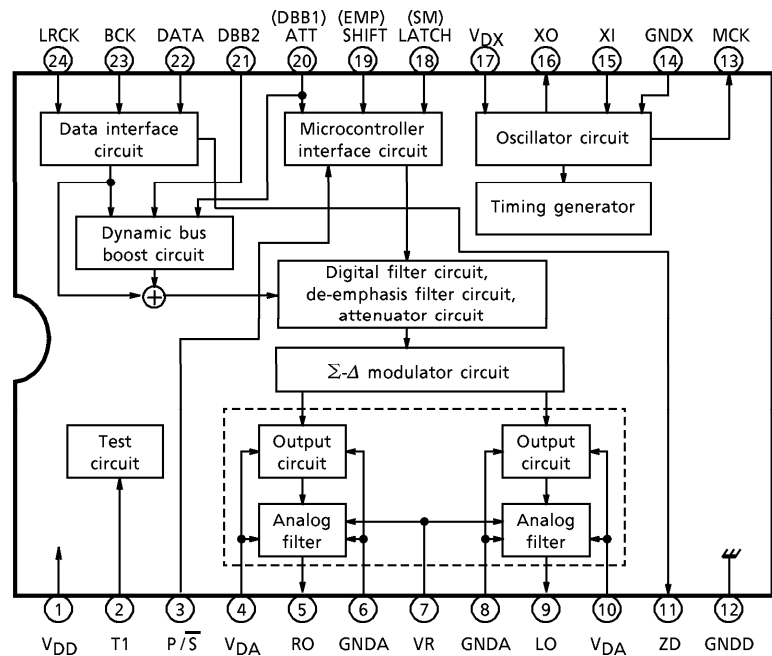 (DBB1) (EMP) (SM)
LRCK BCK DATA DBB2 ATT SHIFT LATCH VDX XO XI GNDX MCK
24 23 22 21 20 19 18 17 16 15 14 13
Data interface
circuit
Microcontroller
interface circuit
Oscillator circuit
Timing generator
Dynamic bus
boost circuit
Digital filter circuit,
de-emphasis filter circuit,
attenuator circuit
Σ-Δ modulator circuit
Test
circuit
Output
circuit
Output
circuit
Analog
filter
Analog
filter
1 2 3 4 5 6 7 8 9 10 11 12
VDD T1 P/S̅ VDA RO GNDA VR GNDA LO VDA ZD GNDD